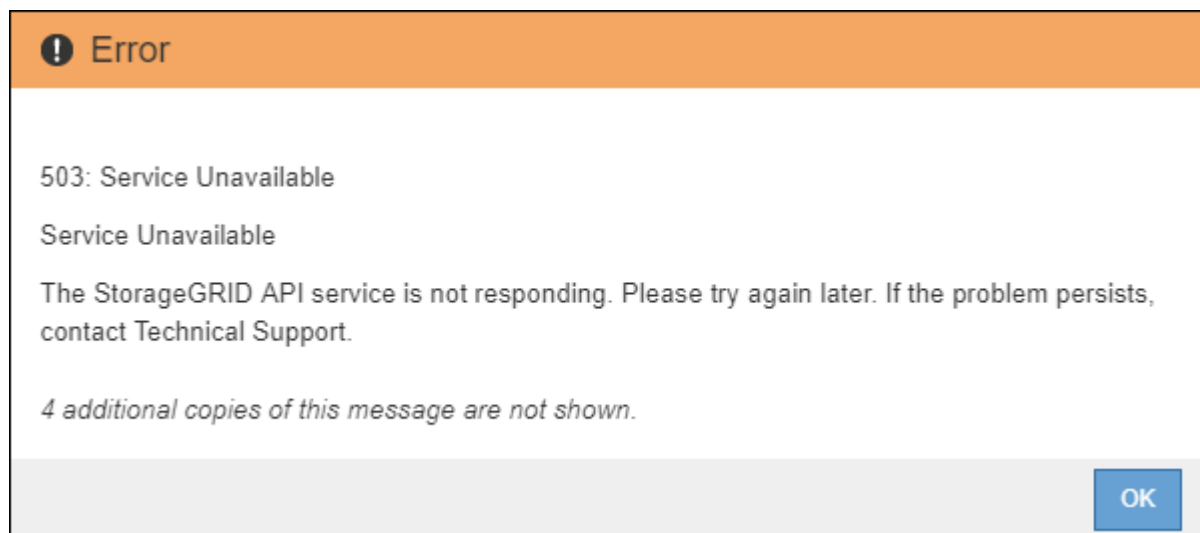 Error
503: Service Unavailable
Service Unavailable
The StorageGRID API service is not responding. Please try again later. If the problem persists,
contact Technical Support.
4 additional copies of this message are not shown.
OK